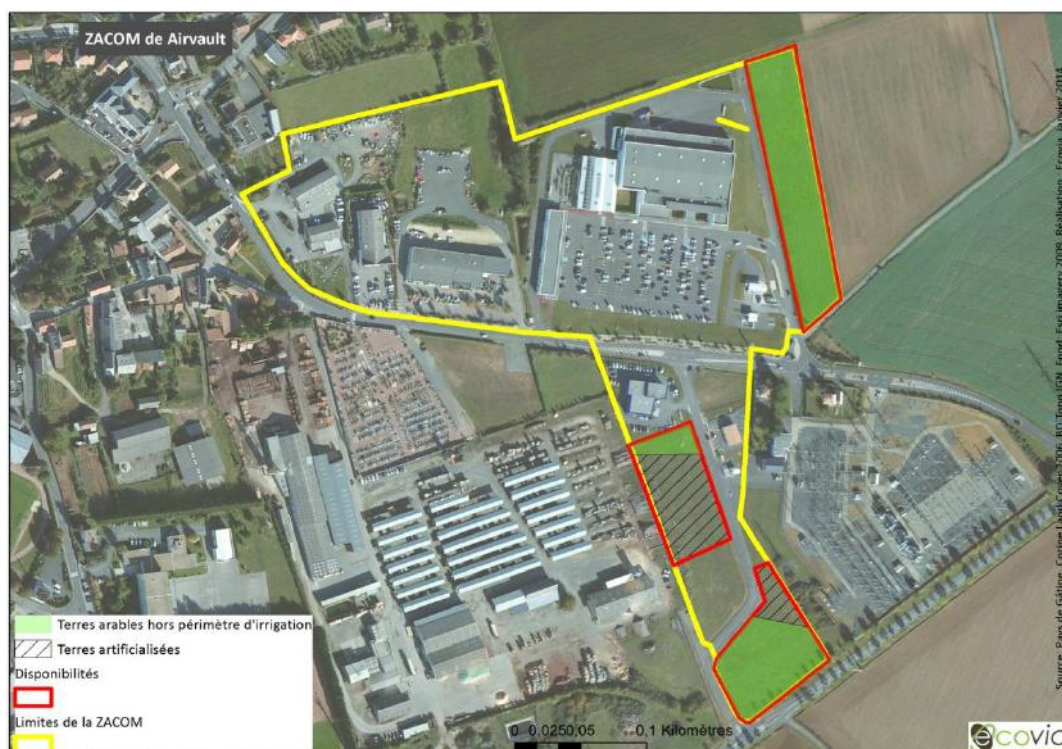 ZACOM de Airvault
Terres arables hors périmètre d'irrigation
Terres artificialisées
Disponibilités
Limites de la ZACOM
0 0.0250,05 0,1 Kilomètres
ecovia